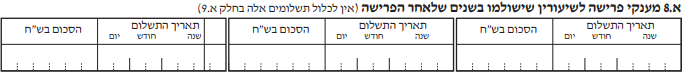 א.8 מענקי פרישה לשיעורין שישולמו בשנים שלאחר הפרישה (אין לכלול תשלומים אלה בחלק א.9)
תאריך התשלום הסכום בש"ח תאריך התשלום הסכום בש"ח תאריך התשלום הסכום בש"ח
שנה חודש יום שנה חודש יום שנה חודש יום